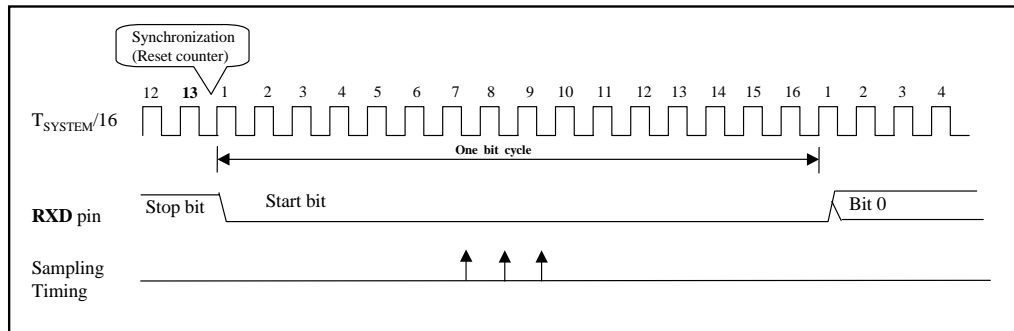 Synchronization
(Reset counter)
12 13 1 2 3 4 5 6 7 8 9 10 11 12 13 14 15 16 1 2 3 4
TSYSTEM/16
One bit cycle
Stop bit Start bit Bit 0
RXD pin
Sampling
Timing